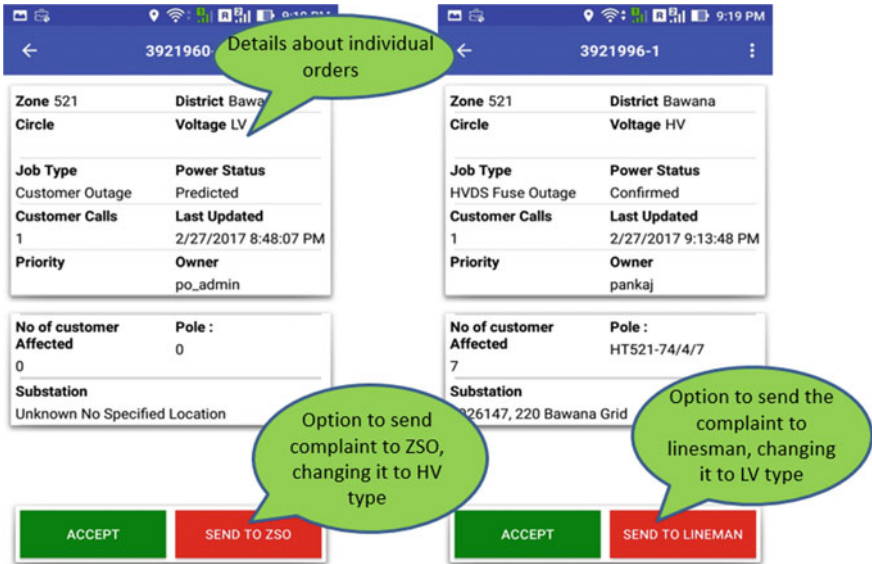 9:19 PM
3921960-
Details about individual
orders
Zone 521 District Bawa
Circle Voltage LV
Job Type Power Status
Customer Outage Predicted
Customer Calls Last Updated
1 2/27/2017 8:48:07 PM
Priority Owner
po_admin
No of customer Pole :
Affected 0
0
Substation
Unknown No Specified Location
Option to send
complaint to ZSO,
changing it to HV
type
ACCEPT SEND TO ZSO
R 9:19 PM
3921996-1
Zone 521 District Bawana
Circle Voltage HV
Job Type Power Status
HVDS Fuse Outage Confirmed
Customer Calls Last Updated
1 2/27/2017 9:13:48 PM
Priority Owner
pankaj
No of customer Pole :
Affected HT521-74/4/7
7
Substation
926147, 220 Bawana Grid
Option to send the
complaint to
linesman, changing
it to LV type
ACCEPT SEND TO LINEMAN